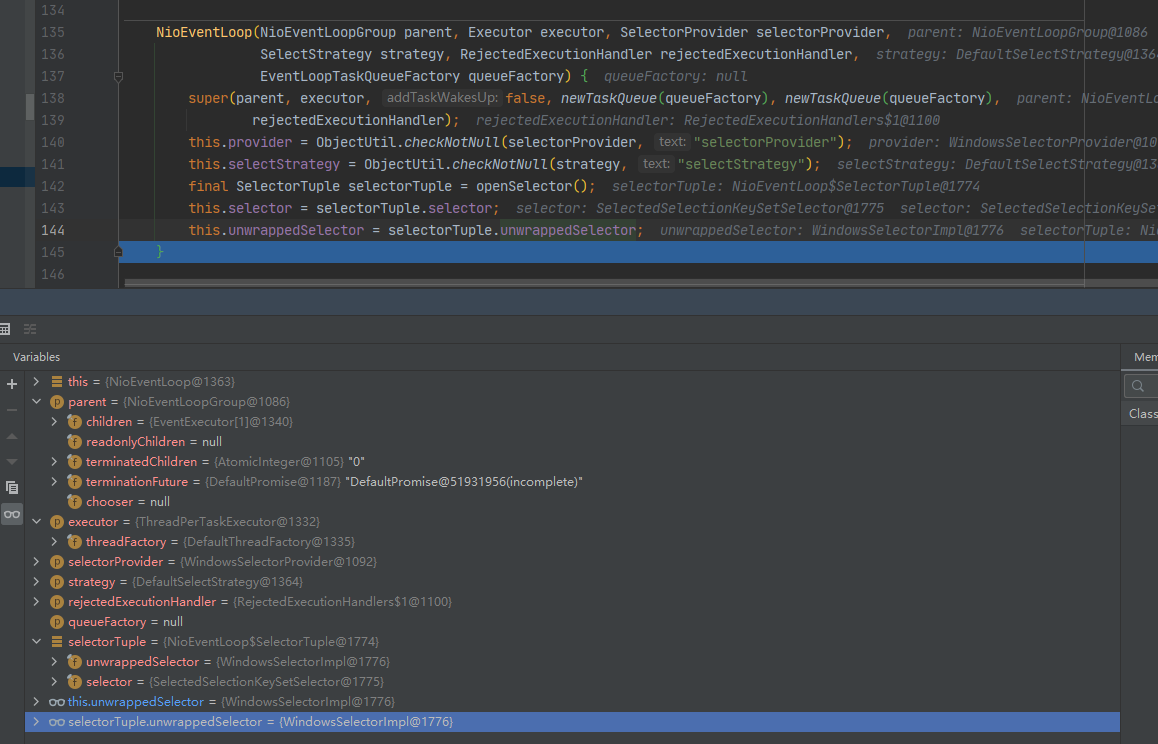 134
135 NioEventLoop(NioEventLoopGroup parent, Executor executor, SelectorProvider selectorProvider, parent: NioEventLoopGroup@1086
136 SelectStrategy strategy, RejectedExecutionHandler rejectedExecutionHandler, strategy: DefaultSelectStrategy@1364
137 EventLoopTaskQueueFactory queueFactory) { queueFactory: null
138 super(parent, executor, addTaskWakesUp: false, newTaskQueue(queueFactory), newTaskQueue(queueFactory), parent: NioEventLo
139 rejectedExecutionHandler); rejectedExecutionHandler: RejectedExecutionHandlers$1@1100
140 this.provider = ObjectUtil.checkNotNull(selectorProvider, text: "selectorProvider"); provider: WindowsSelectorProvider@10
141 this.selectStrategy = ObjectUtil.checkNotNull(strategy, text: "selectStrategy"); selectStrategy: DefaultSelectStrategy@13
142 final SelectorTuple selectorTuple = openSelector(); selectorTuple: NioEventLoop$SelectorTuple@1774
143 this.selector = selectorTuple.selector; selector: SelectedSelectionKeySetSelector@1775 selector: SelectedSelectionKeySe
144 this.unwrappedSelector = selectorTuple.unwrappedSelector; unwrappedSelector: WindowsSelectorImpl@1776 selectorTuple: Ni
145 }
146
Variables
Mem
this = {NioEventLoop@1363}
parent = {NioEventLoopGroup@1086}
Class
children = {EventExecutor[1]@1340}
readonlyChildren = null
terminatedChildren = {AtomicInteger@1105} "0"
terminationFuture = {DefaultPromise@1187} "DefaultPromise@51931956(incomplete)"
chooser = null
executor = {ThreadPerTaskExecutor@1332}
threadFactory = {DefaultThreadFactory@1335}
selectorProvider = {WindowsSelectorProvider@1092}
strategy = {DefaultSelectStrategy@1364}
rejectedExecutionHandler = {RejectedExecutionHandlers$1@1100}
queueFactory = null
selectorTuple = {NioEventLoop$SelectorTuple@1774}
unwrappedSelector = {WindowsSelectorImpl@1776}
selector = {SelectedSelectionKeySetSelector@1775}
this.unwrappedSelector = {WindowsSelectorImpl@1776}
selectorTuple.unwrappedSelector = {WindowsSelectorImpl@1776}